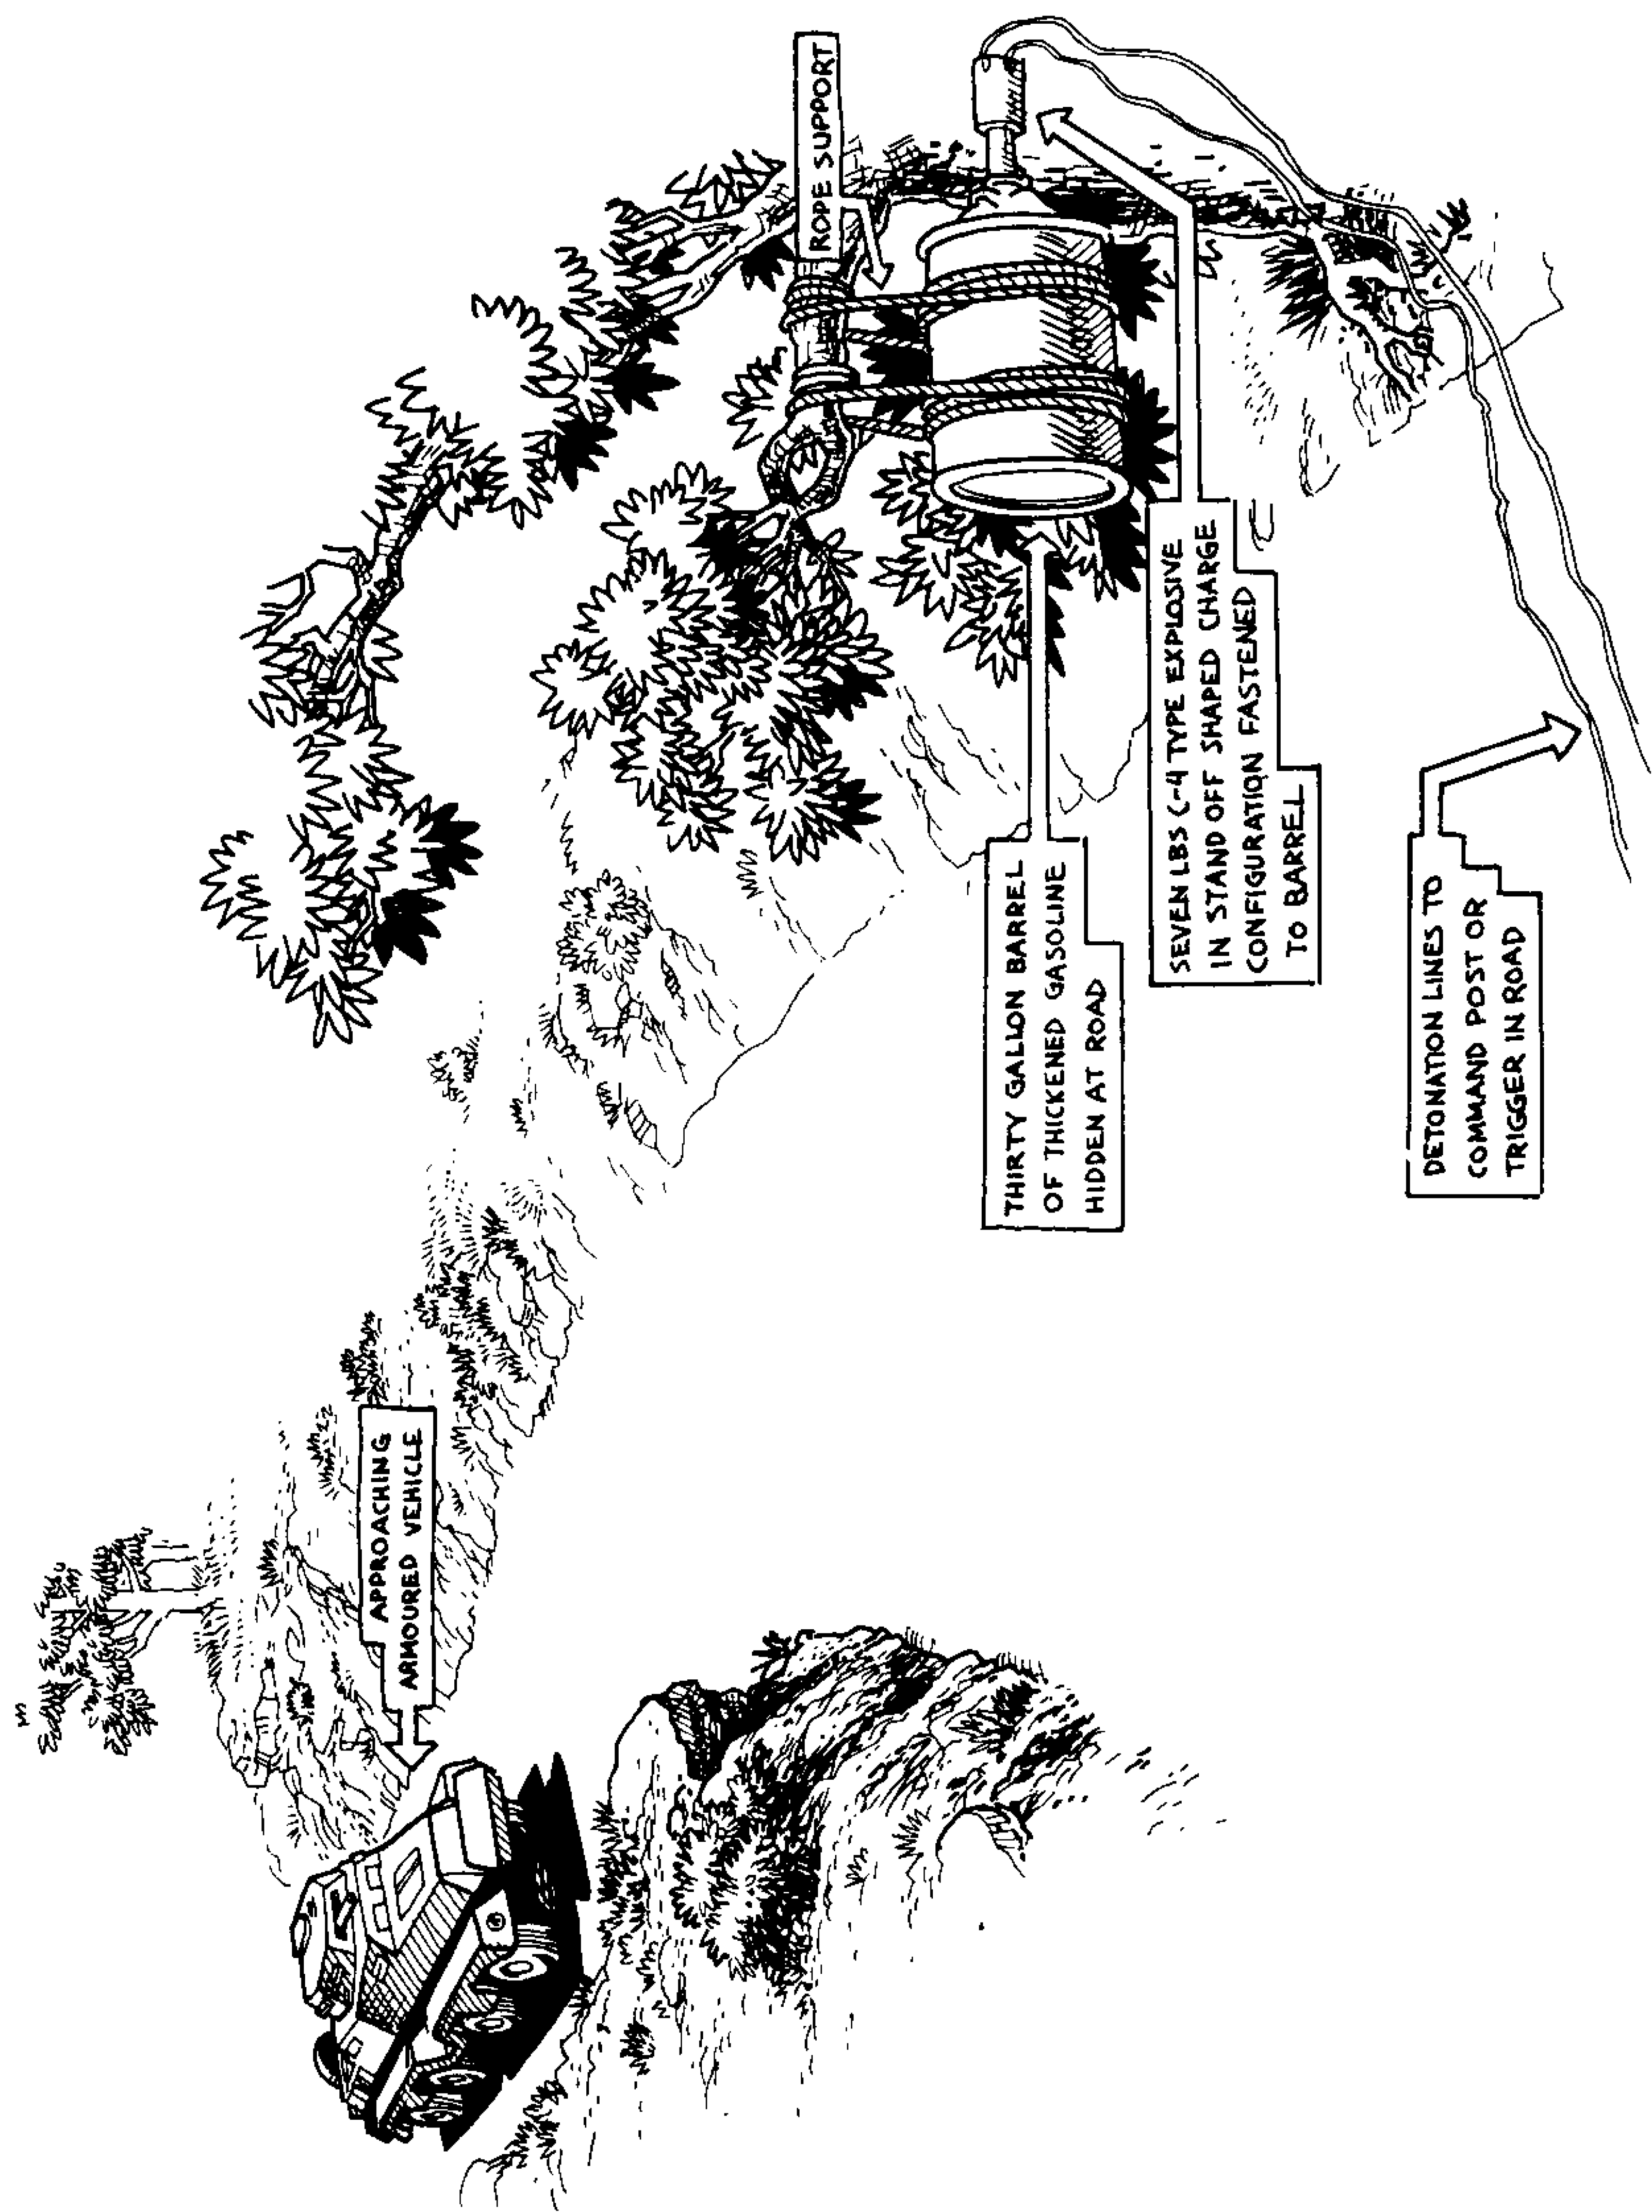 APPROACHING
ARMOURED VEHICLE
ROPE SUPPORT
THIRTY GALLON BARREL
OF THICKENED GASOLINE
HIDDEN AT ROAD
SEVEN LBS C-4 TYPE EXPLOSIVE
IN STAND OFF SHAPED CHARGE
CONFIGURATION FASTENED
TO BARREL
DETONATION LINES TO
COMMAND POST OR
TRIGGER IN ROAD